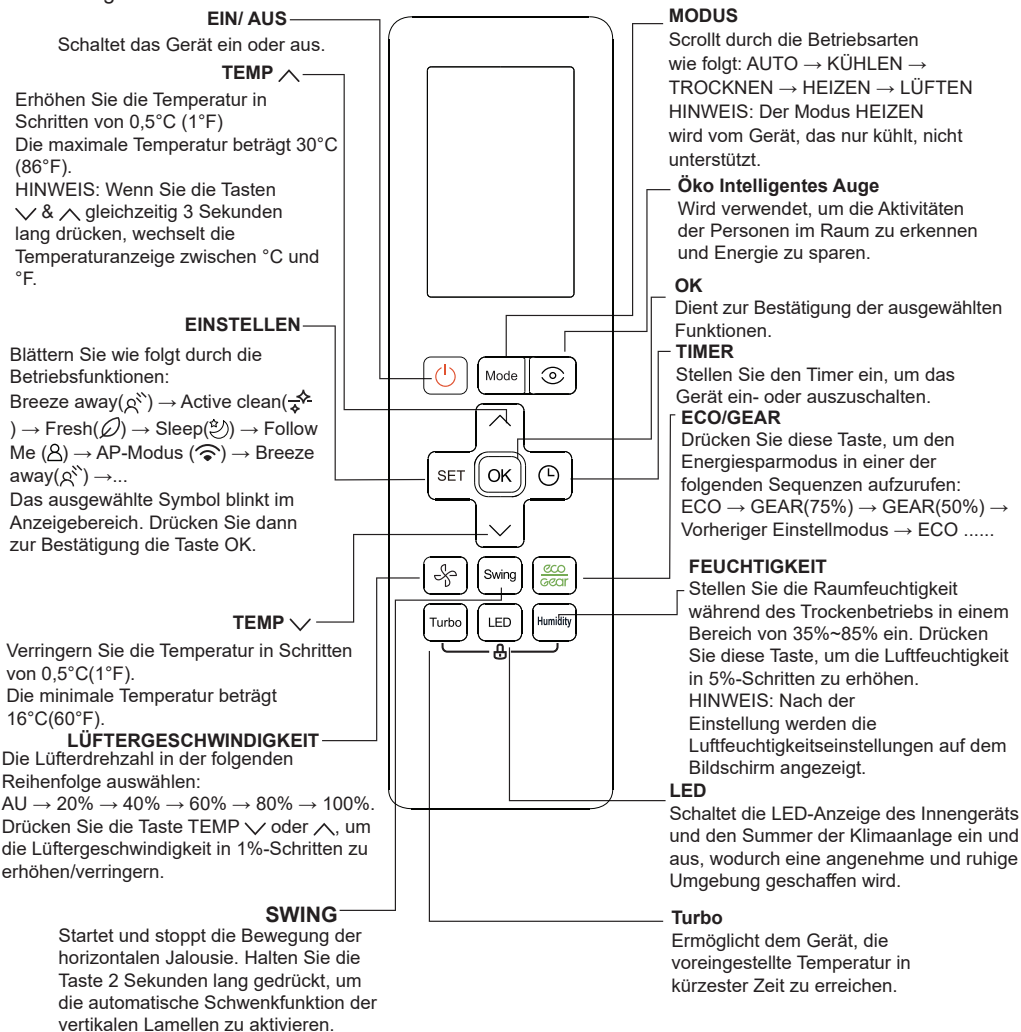 EIN/ AUS
Schaltet das Gerät ein oder aus.
TEMP
Erhöhen Sie die Temperatur in
Schritten von 0,5°C (1°F)
Die maximale Temperatur beträgt 30°C
(86°F).
HINWEIS: Wenn Sie die Tasten
& gleichzeitig 3 Sekunden
lang drücken, wechselt die
Temperaturanzeige zwischen °C und
°F.
EINSTELLEN
Blättern Sie wie folgt durch die
Betriebsfunktionen:
Breeze away( ) → Active clean(
) → Fresh( ) → Sleep( ) → Follow
Me ( ) → AP-Modus ( ) → Breeze
away( ) →...
Das ausgewählte Symbol blinkt im
Anzeigebereich. Drücken Sie dann
zur Bestätigung die Taste OK.
TEMP
Verringern Sie die Temperatur in Schritten
von 0,5°C(1°F).
Die minimale Temperatur beträgt
16°C(60°F).
LÜFTERGESCHWINDIGKEIT
Die Lüfterdrehzahl in der folgenden
Reihenfolge auswählen:
AU → 20% → 40% → 60% → 80% → 100%.
Drücken Sie die Taste TEMP oder , um
die Lüftergeschwindigkeit in 1%-Schritten zu
erhöhen/verringern.
SWING
Startet und stoppt die Bewegung der
horizontalen Jalousie. Halten Sie die
Taste 2 Sekunden lang gedrückt, um
die automatische Schwenkfunktion der
vertikalen Lamellen zu aktivieren.
Mode
SET
OK
Swing
eco
gear
Turbo
LED
Humidity
MODUS
Scrollt durch die Betriebsarten
wie folgt: AUTO → KÜHLEN →
TROCKNEN → HEIZEN → LÜFTEN
HINWEIS: Der Modus HEIZEN
wird vom Gerät, das nur kühlt, nicht
unterstützt.
Öko Intelligentes Auge
Wird verwendet, um die Aktivitäten
der Personen im Raum zu erkennen
und Energie zu sparen.
OK
Dient zur Bestätigung der ausgewählten
Funktionen.
TIMER
Stellen Sie den Timer ein, um das
Gerät ein- oder auszuschalten.
ECO/GEAR
Drücken Sie diese Taste, um den
Energiesparmodus in einer der
folgenden Sequenzen aufzurufen:
ECO → GEAR(75%) → GEAR(50%) →
Vorheriger Einstellmodus → ECO ......
FEUCHTIGKEIT
Stellen Sie die Raumfeuchtigkeit
während des Trockenbetriebs in einem
Bereich von 35%~85% ein. Drücken
Sie diese Taste, um die Luftfeuchtigkeit
in 5%-Schritten zu erhöhen.
HINWEIS: Nach der
Einstellung werden die
Luftfeuchtigkeitseinstellungen auf dem
Bildschirm angezeigt.
LED
Schaltet die LED-Anzeige des Innengeräts
und den Summer der Klimaanlage ein und
aus, wodurch eine angenehme und ruhige
Umgebung geschaffen wird.
Turbo
Ermöglicht dem Gerät, die
voreingestellte Temperatur in
kürzester Zeit zu erreichen.